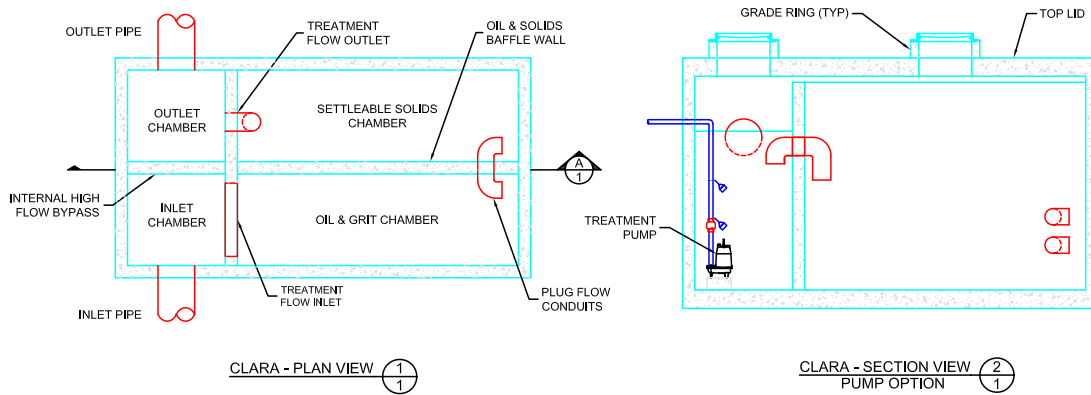 OUTLET PIPE
TREATMENT
FLOW OUTLET
OIL & SOLIDS
BAFFLE WALL
OUTLET
CHAMBER
SETTLEABLE SOLIDS
CHAMBER
INTERNAL HIGH
FLOW BYPASS
INLET
CHAMBER
OIL & GRIT CHAMBER
A
1
INLET PIPE
TREATMENT
FLOW INLET
PLUG FLOW
CONDUITS
CLARA - PLAN VIEW
1
1
GRADE RING (TYP)
TOP LID
TREATMENT
PUMP
CLARA - SECTION VIEW
PUMP OPTION
2
1